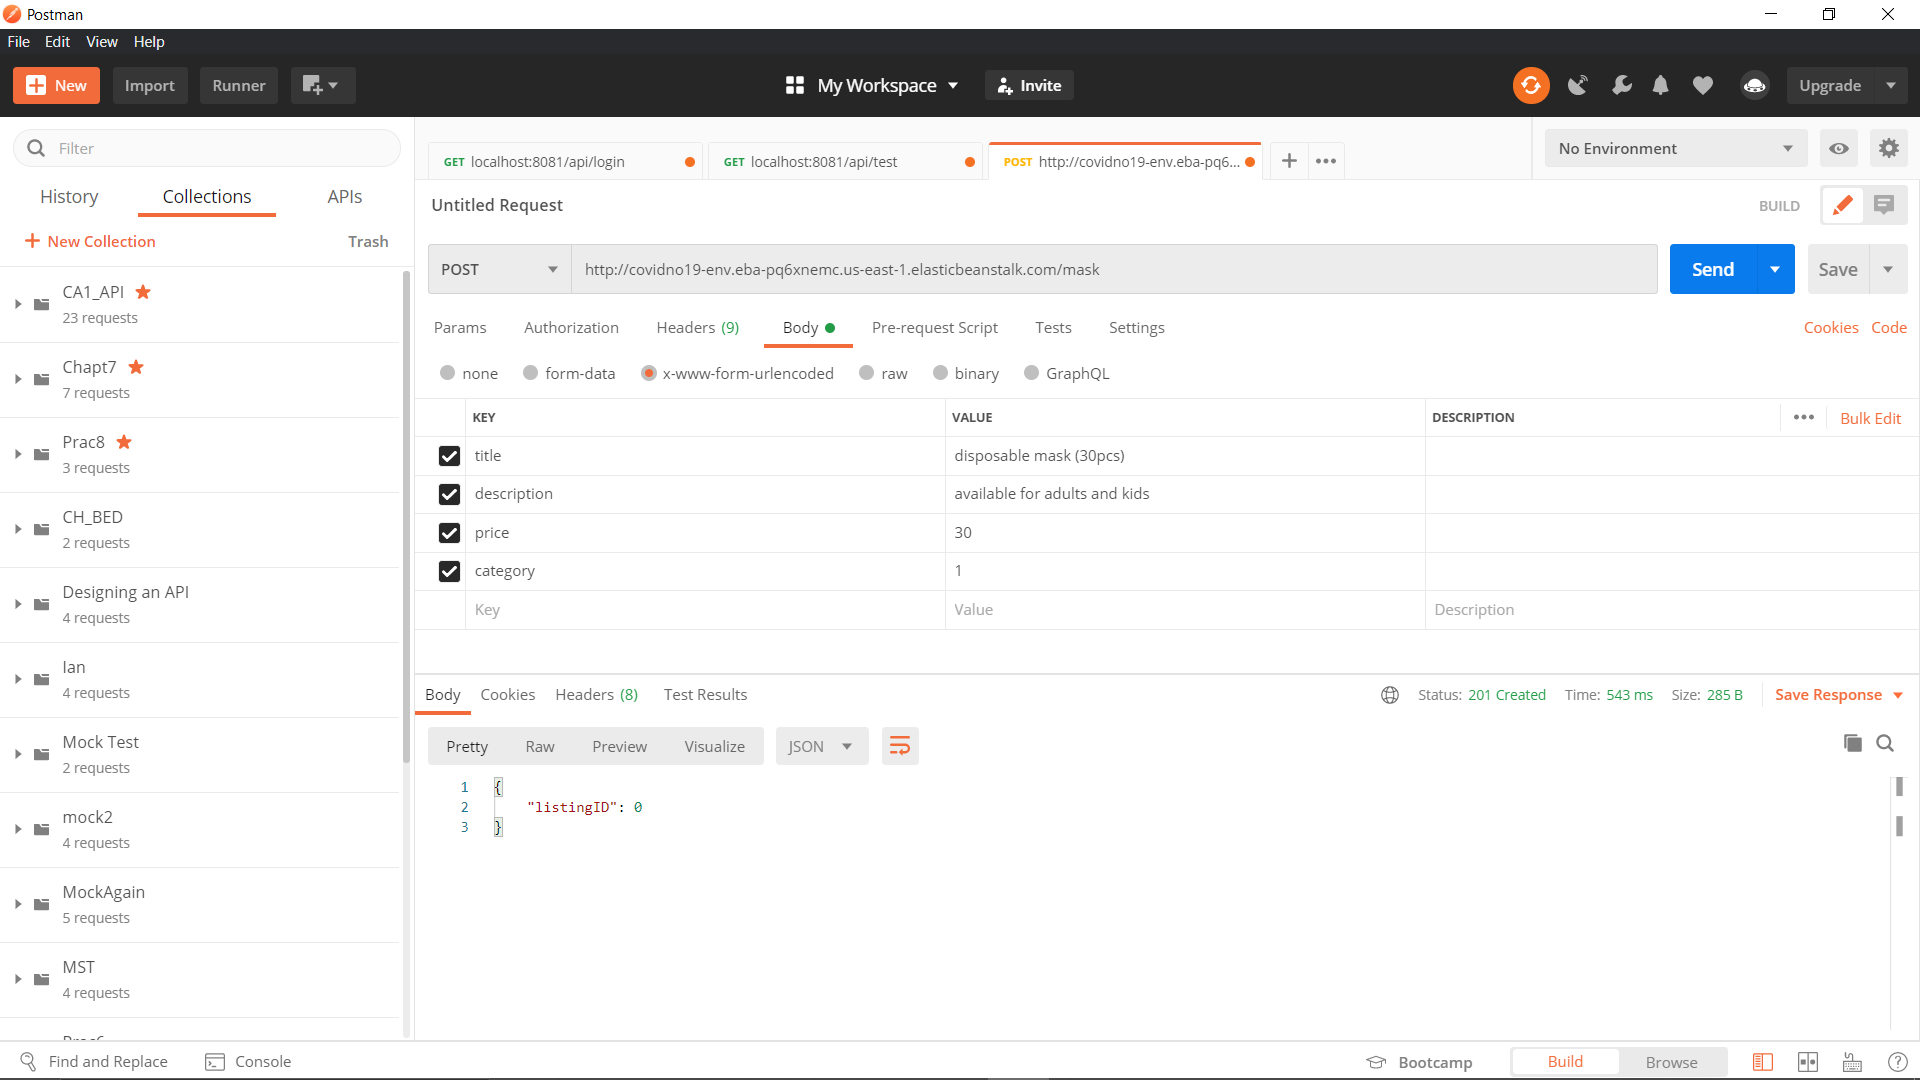 Postman
File Edit View Help
New Import Runner My Workspace Invite Upgrade
Filter
History Collections APIs
New Collection Trash
CA1_API
23 requests
Chapt7
7 requests
Prac8
3 requests
CH_BED
2 requests
Designing an API
4 requests
Ian
4 requests
Mock Test
2 requests
mock2
4 requests
MockAgain
5 requests
MST
4 requests
GET localhost:8081/api/login GET localhost:8081/api/test POST http://covidno19-env.eba-pq6... No Environment
Untitled Request BUILD
POST http://covidno19-env.eba-pq6xnemc.us-east-1.elasticbeanstalk.com/mask Send Save
Params Authorization Headers (9) Body Pre-request Script Tests Settings Cookies Code
none form-data x-www-form-urlencoded raw binary GraphQL
KEY VALUE DESCRIPTION Bulk Edit
title disposable mask (30pcs)
description available for adults and kids
price 30
category 1
Key Value Description
Body Cookies Headers (8) Test Results Status: 201 Created Time: 543 ms Size: 285 B Save Response
Pretty Raw Preview Visualize JSON
1 {
2 "listingID": 0
3 }
Find and Replace Console Bootcamp Build Browse